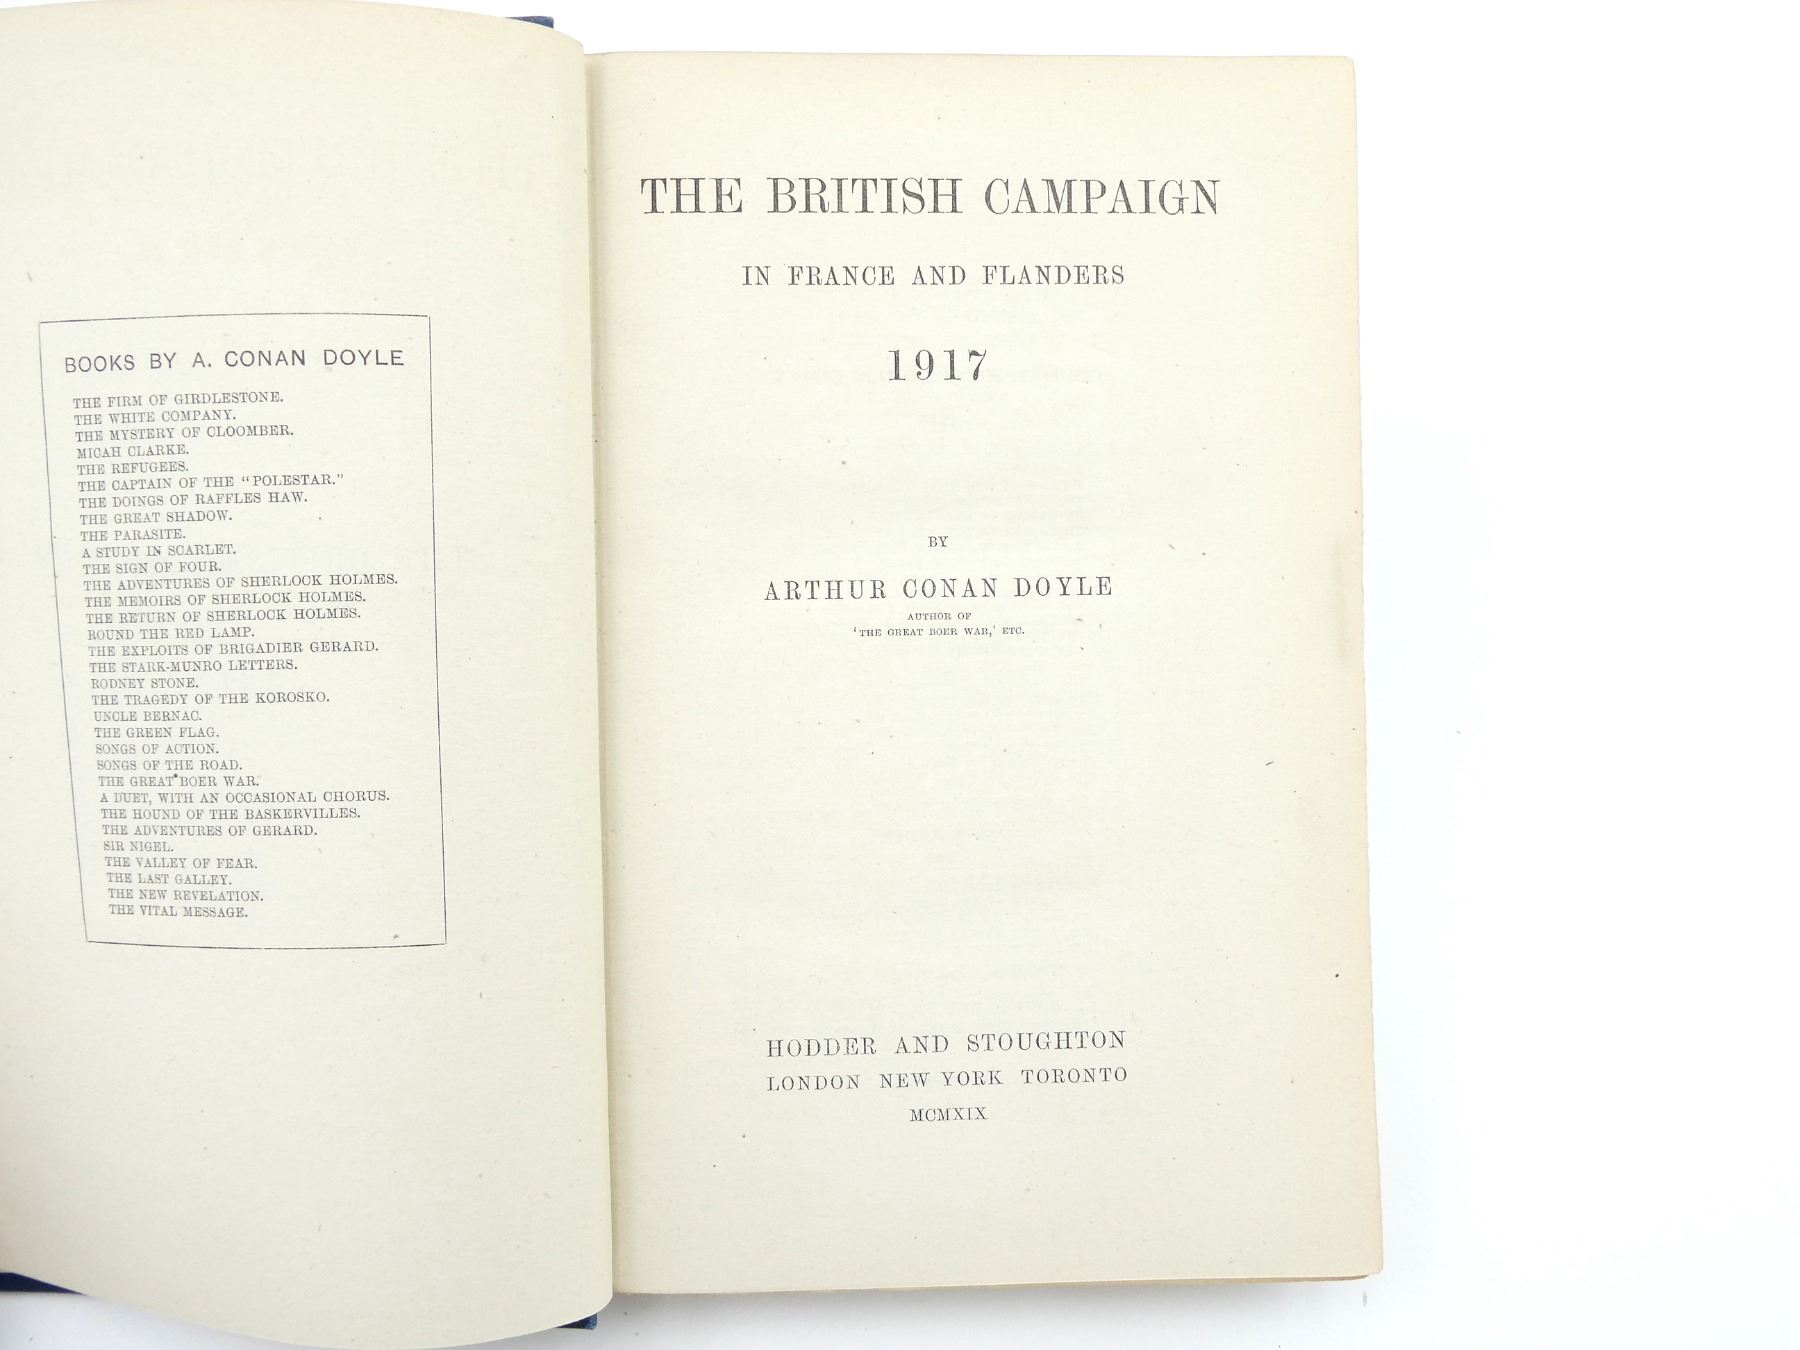 BOOKS BY A. CONAN DOYLE
THE FIRM OF GIRDLESTONE.
THE WHITE COMPANY.
THE MYSTERY OF CLOOMBER.
MICAH CLARKE.
THE REFUGEES.
THE CAPTAIN OF THE "POLESTAR."
THE DOINGS OF RAFFLES HAW.
THE GREAT SHADOW.
THE PARASITE.
A STUDY IN SCARLET.
THE SIGN OF FOUR.
THE ADVENTURES OF SHERLOCK HOLMES.
THE MEMOIRS OF SHERLOCK HOLMES.
THE RETURN OF SHERLOCK HOLMES.
ROUND THE RED LAMP.
THE EXPLOITS OF BRIGADIER GERARD.
THE STARK-MUNRO LETTERS.
RODNEY STONE.
THE TRAGEDY OF THE KOROSKO.
UNCLE BERNAC.
THE GREEN FLAG.
SONGS OF ACTION.
SONGS OF THE ROAD.
THE GREAT BOER WAR.
A DUET, WITH AN OCCASIONAL CHORUS.
THE HOUND OF THE BASKERVILLES.
THE ADVENTURES OF GERARD.
SIR NIGEL.
THE VALLEY OF FEAR.
THE LAST GALLEY.
THE NEW REVELATION.
THE VITAL MESSAGE.
THE BRITISH CAMPAIGN
IN FRANCE AND FLANDERS
1917
BY
ARTHUR CONAN DOYLE
AUTHOR OF
'THE GREAT BOER WAR,' ETC.
HODDER AND STOUGHTON
LONDON NEW YORK TORONTO
MCMXIX